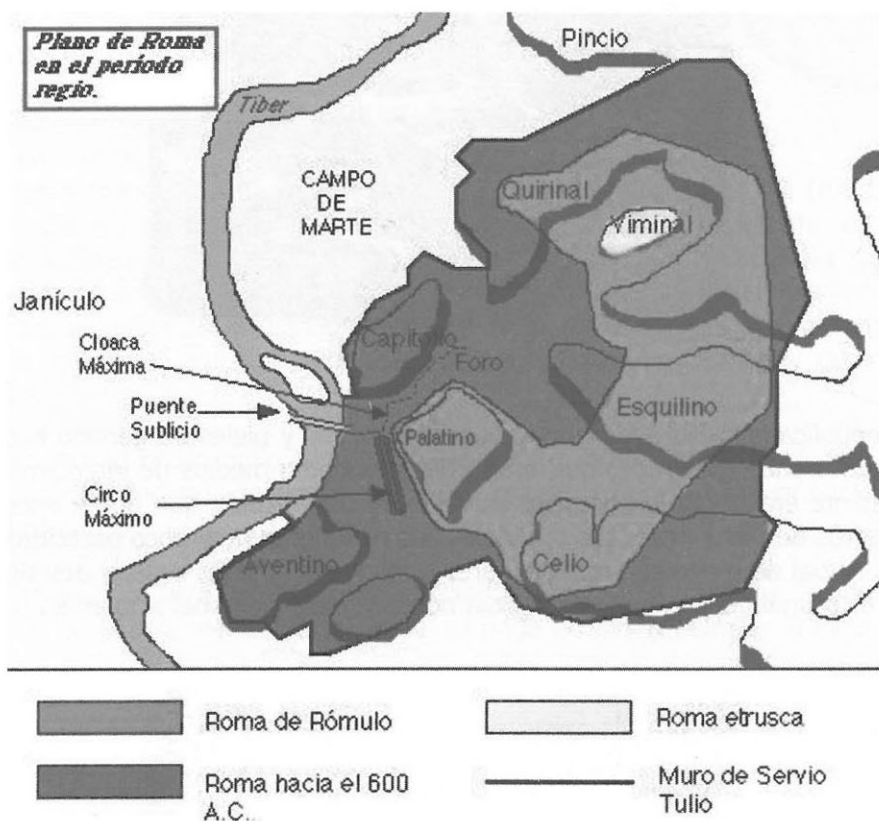 Plano de Roma
en el período
regio.
Pincio
Tíber
CAMPO
DE
MARTE
Quirinal
Viminal
Janículo
Capitolio
Cloaca
Máxima
Foro
Puente
Sublicio
Palatino
Esquilino
Circo
Máximo
Aventino
Celio
Roma de Rómulo
Roma etrusca
Roma hacia el 600
A.C...
Muro de Servio
Tulio